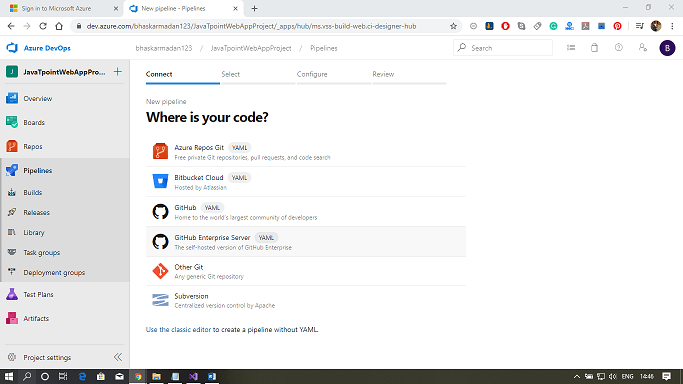 Sign in to Microsoft Azure
New pipeline - Pipelines
dev.azure.com/bhaskarmadan123/JavaTpointWebAppProject/_apps/hub/ms.vss-build-web.ci-designer-hub
Azure DevOps
bhaskarmadan123 / JavaTpointWebAppProject / Pipelines
Search
B
J JavaTpointWebAppPro...
Overview
Boards
Repos
Pipelines
Builds
Releases
Library
Task groups
Deployment groups
Test Plans
Artifacts
Project settings
Connect Select Configure Review
New pipeline
Where is your code?
Azure Repos Git YAML
Free private Git repositories, pull requests, and code search
Bitbucket Cloud YAML
Hosted by Atlassian
GitHub YAML
Home to the world's largest community of developers
GitHub Enterprise Server YAML
The self-hosted version of GitHub Enterprise
Other Git
Any generic Git repository
Subversion
Centralized version control by Apache
Use the classic editor to create a pipeline without YAML.
ENG 14:46